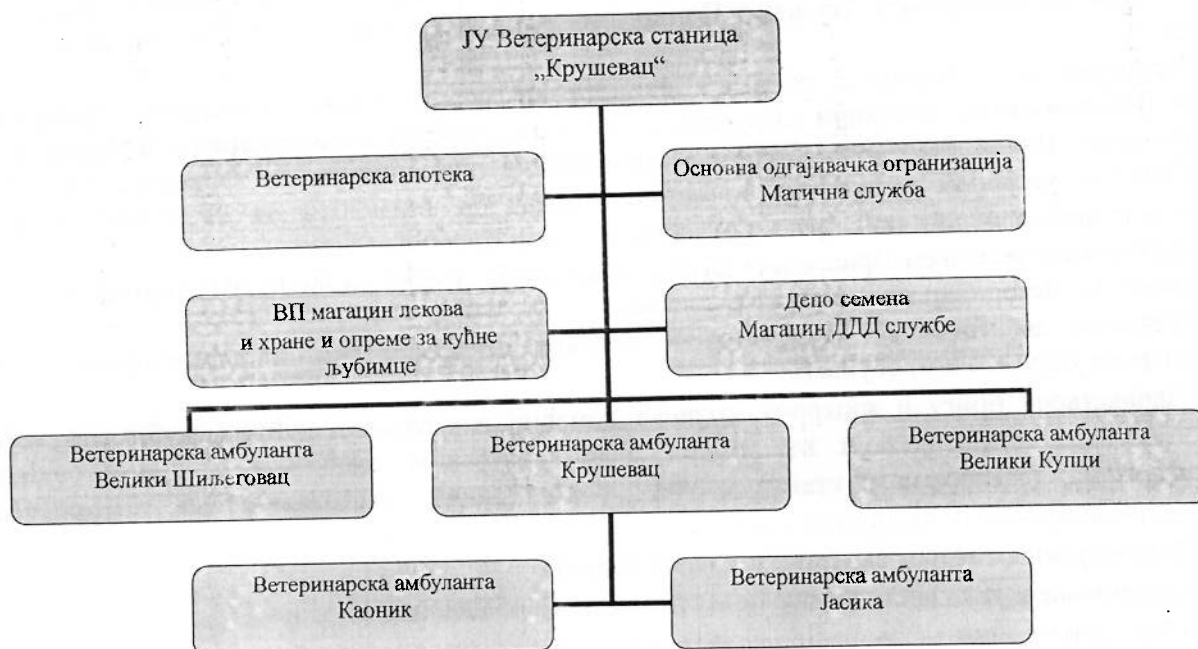 ЈУ Ветеринарска станица
„Крушевац“
Ветеринарска апотека
Основна одгајивачка огранизација
Матична служба
ВП магацин лекова
и хране и опреме за кућне
љубимце
Депо семена
Магацин ДДД службе
Ветеринарска амбуланта
Велики Шиљеговац
Ветеринарска амбуланта
Крушевац
Ветеринарска амбуланта
Велики Купци
Ветеринарска амбуланта
Каоник
Ветеринарска амбуланта
Јасика